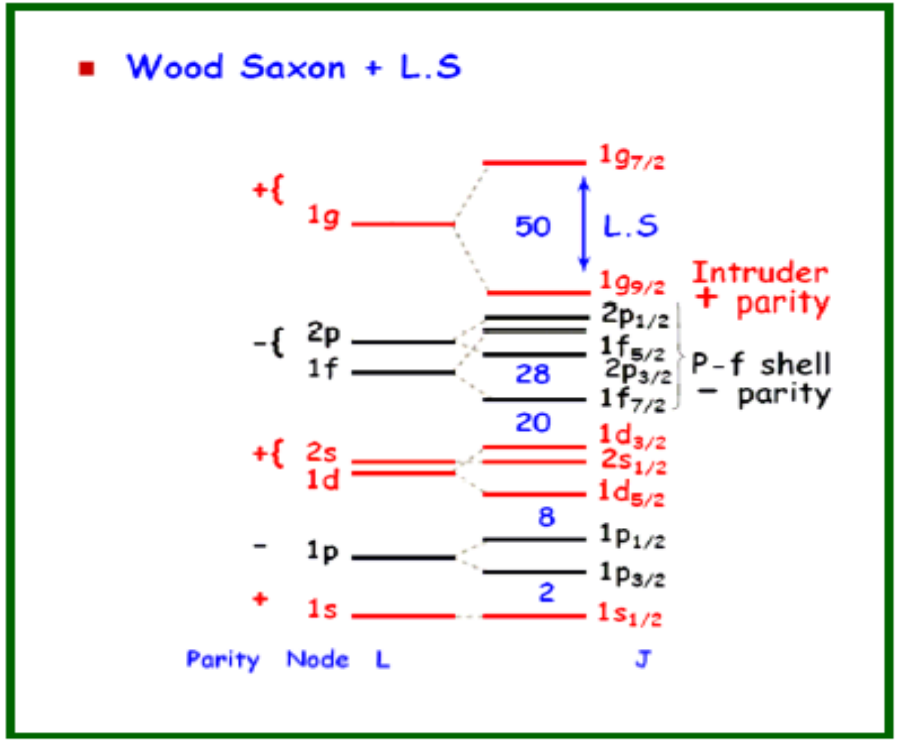 Wood Saxon + L.S
1g7/2
+{
1g
50
L.S
1g9/2
Intruder
+ parity
2p1/2
-{
2p
1f5/2
1f
28
2p3/2
P-f shell
1f7/2
- parity
20
1d3/2
+{
2s
2s1/2
1d
1d5/2
8
1p1/2
-
1p
1p3/2
2
+
1s
1s1/2
Parity Node L J